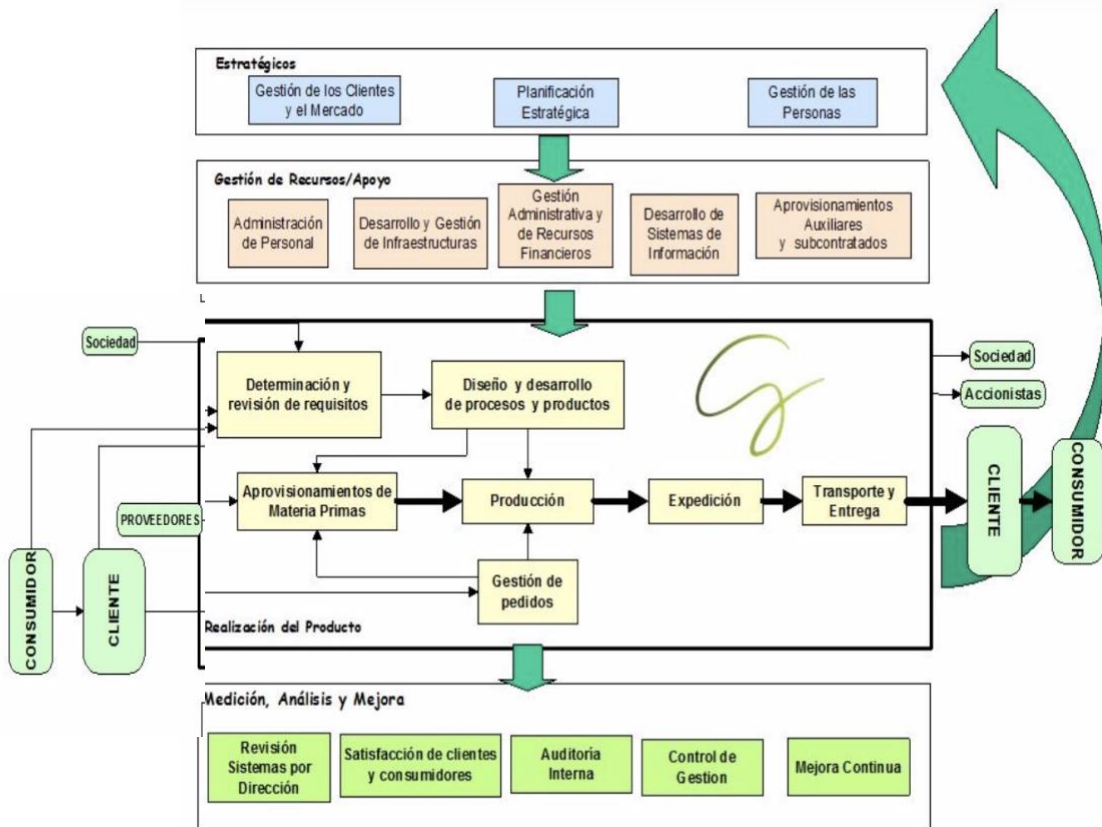 Estratégicos
Gestión de los Clientes
y el Mercado
Planificación
Estratégica
Gestión de las
Personas
Gestión de Recursos/Apoyo
Administración
de Personal
Desarrollo y Gestión
de Infraestructuras
Gestión
Administrativa y
de Recursos
Financieros
Desarrollo de
Sistemas de
Información
Aprovisionamientos
Auxiliares
y subcontratados
Sociedad
Determinación y
revisión de requisitos
Diseño y desarrollo
de procesos y productos
Sociedad
Accionistas
PROVEEDORES
Aprovisionamientos de
Materia Primas
Producción
Expedición
Transporte y
Entrega
CLIENTE
CONSUMIDOR
CONSUMIDOR
CLIENTE
Gestión de
pedidos
Realización del Producto
Medición, Análisis y Mejora
Revisión
Sistemas por
Dirección
Satisfacción de clientes
y consumidores
Auditoría
Interna
Control de
Gestion
Mejora Continua